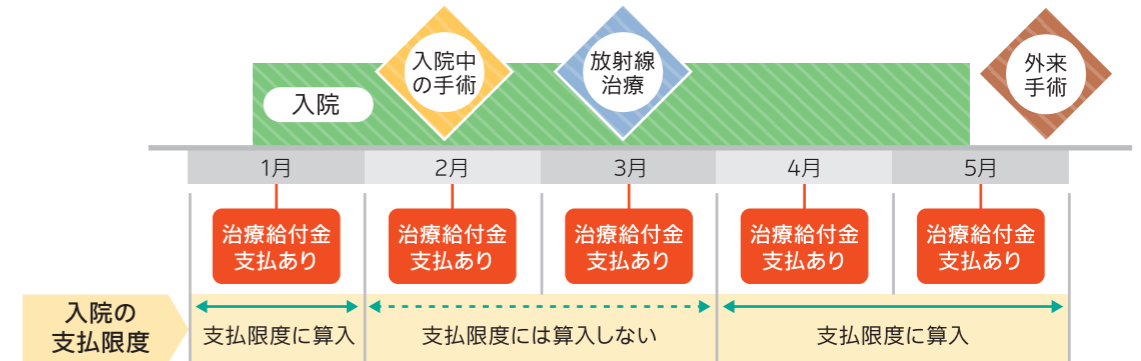 入院中
の手術
放射線
治療
外来
手術
入院
1月
2月
3月
4月
5月
治療給付金
支払あり
治療給付金
支払あり
治療給付金
支払あり
治療給付金
支払あり
治療給付金
支払あり
入院の
支払限度
支払限度に算入
支払限度には算入しない
支払限度に算入